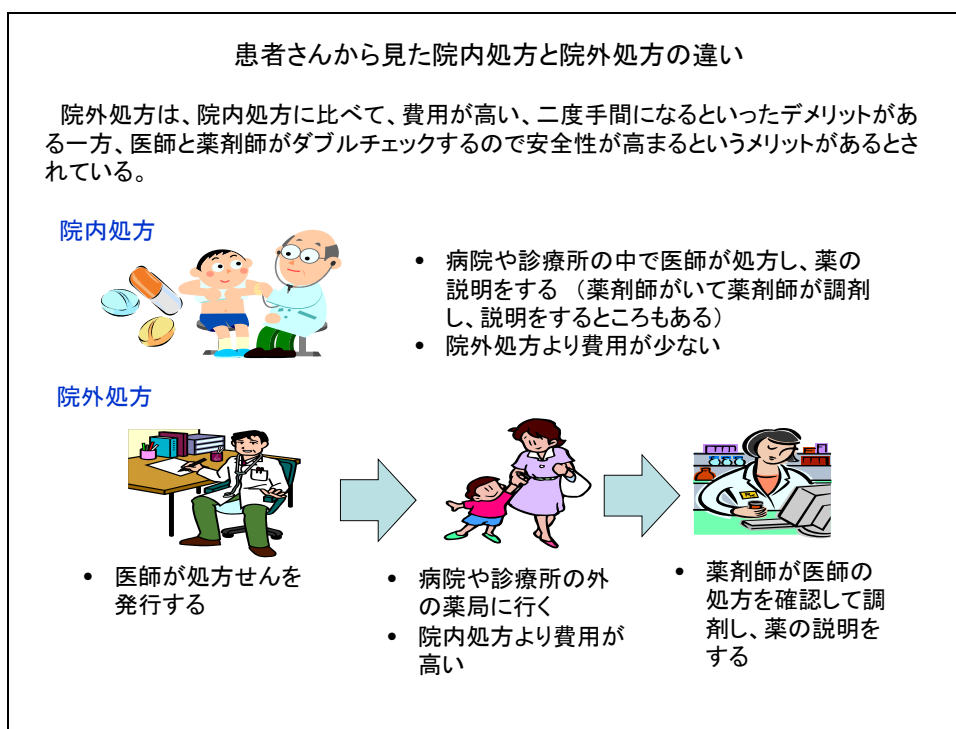 患者さんから見た院内処方と院外処方の違い
院外処方は、院内処方に比べて、費用が高い、二度手間になるといったデメリットがあ
る一方、医師と薬剤師がダブルチェックするので安全性が高まるというメリットがあるとさ
れている。
院内処方
• 病院や診療所の中で医師が処方し、薬の
説明をする （薬剤師がいて薬剤師が調剤
し、説明をするところもある）
• 院外処方より費用が少ない
院外処方
• 医師が処方せんを
発行する
• 病院や診療所の外
の薬局に行く
• 院内処方より費用が
高い
• 薬剤師が医師の
処方を確認して調
剤し、薬の説明を
する